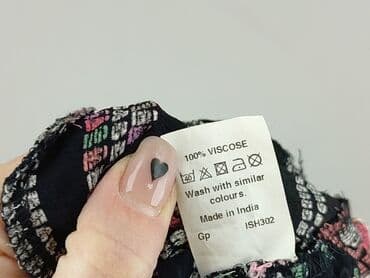 100% VISCOSE
40
Wash with similar
colours.
Made in India
Gp ISH302